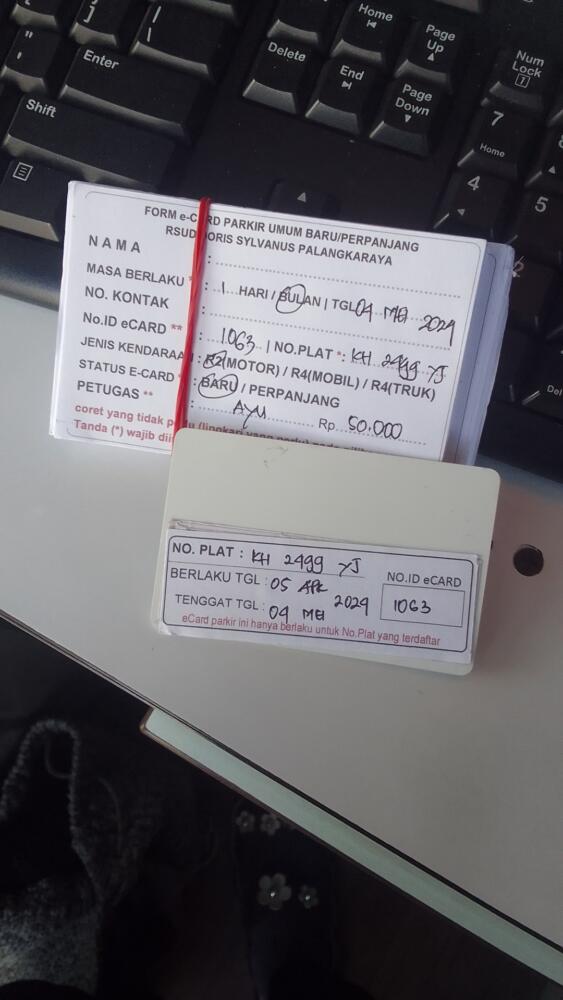 Home
Page Up
Delete
End
Page Down
Num Lock
Enter
Shift
7
Home
4
5
2
Del
FORM e-CARD PARKIR UMUM BARU/PERPANJANG
RSUD DORIS SYLVANUS PALANGKARAYA
NAMA :
MASA BERLAKU * : 1 HARI / BULAN | TGL 04 MEI 2024
NO. KONTAK :
No.ID eCARD ** : 1063 | NO.PLAT *: KH 2499 YJ
JENIS KENDARAA : R2(MOTOR) / R4(MOBIL) / R4(TRUK)
STATUS E-CARD * : BARU / PERPANJANG
PETUGAS ** : AYU Rp. 50.000
coret yang tidak
Tanda (*) wajib
NO. PLAT : KH 2499 YJ
BERLAKU TGL : 05 APR 2024
TENGGAT TGL : 04 MEI
NO.ID eCARD
1063
eCard parkir ini hanya berlaku untuk No.Plat yang terdaftar